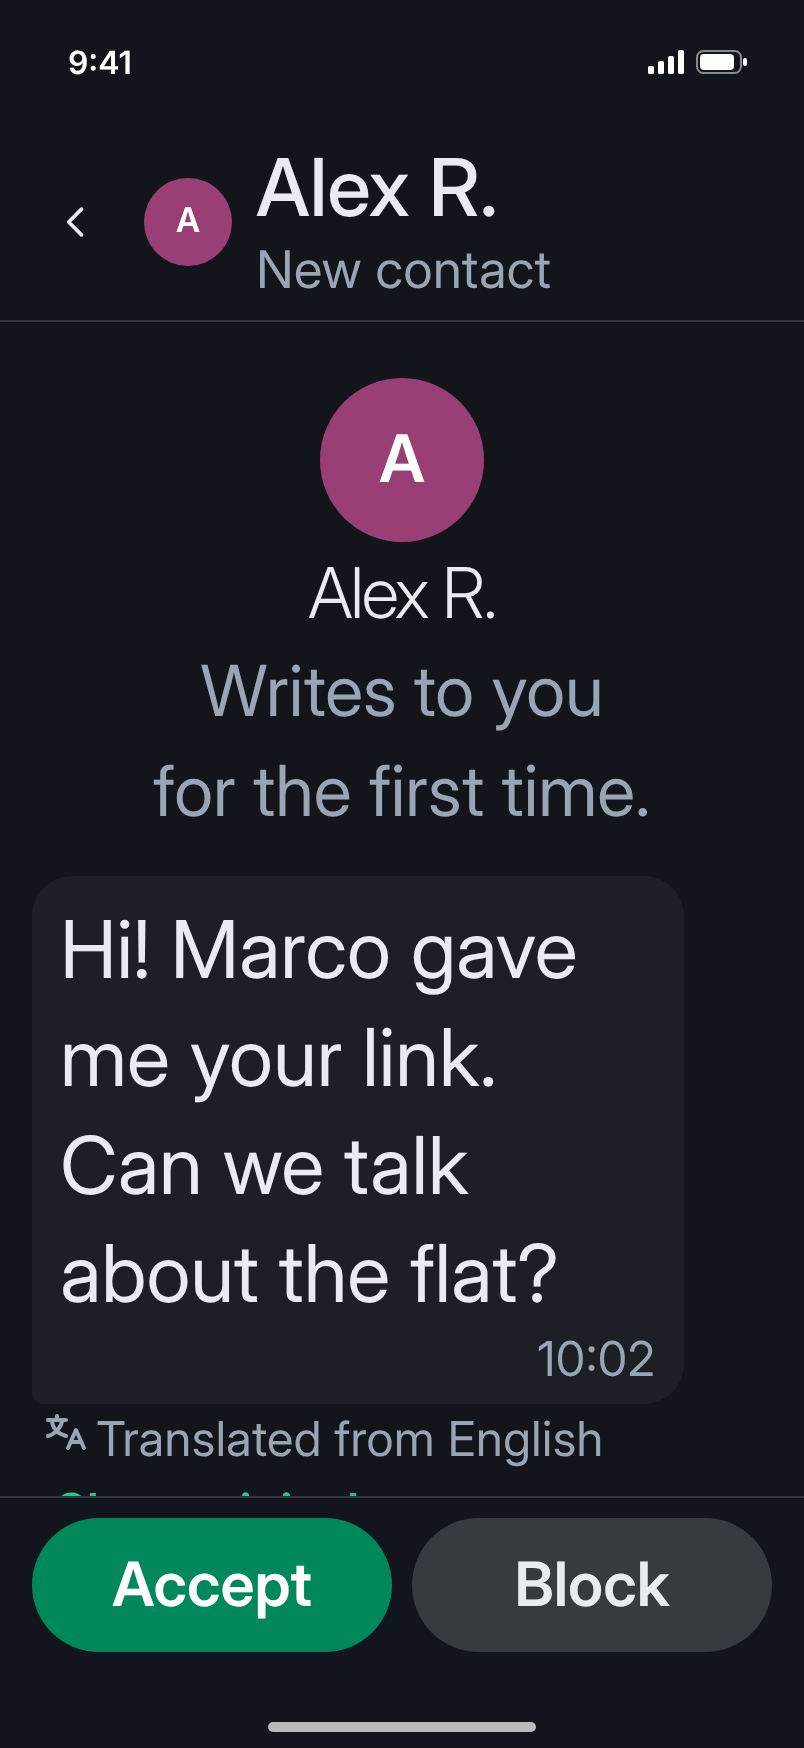 9:41
A
Alex R.
New contact
A
Alex R.
Writes to you
for the first time.
Hi! Marco gave
me your link.
Can we talk
about the flat?
10:02
Translated from English
Accept
Block